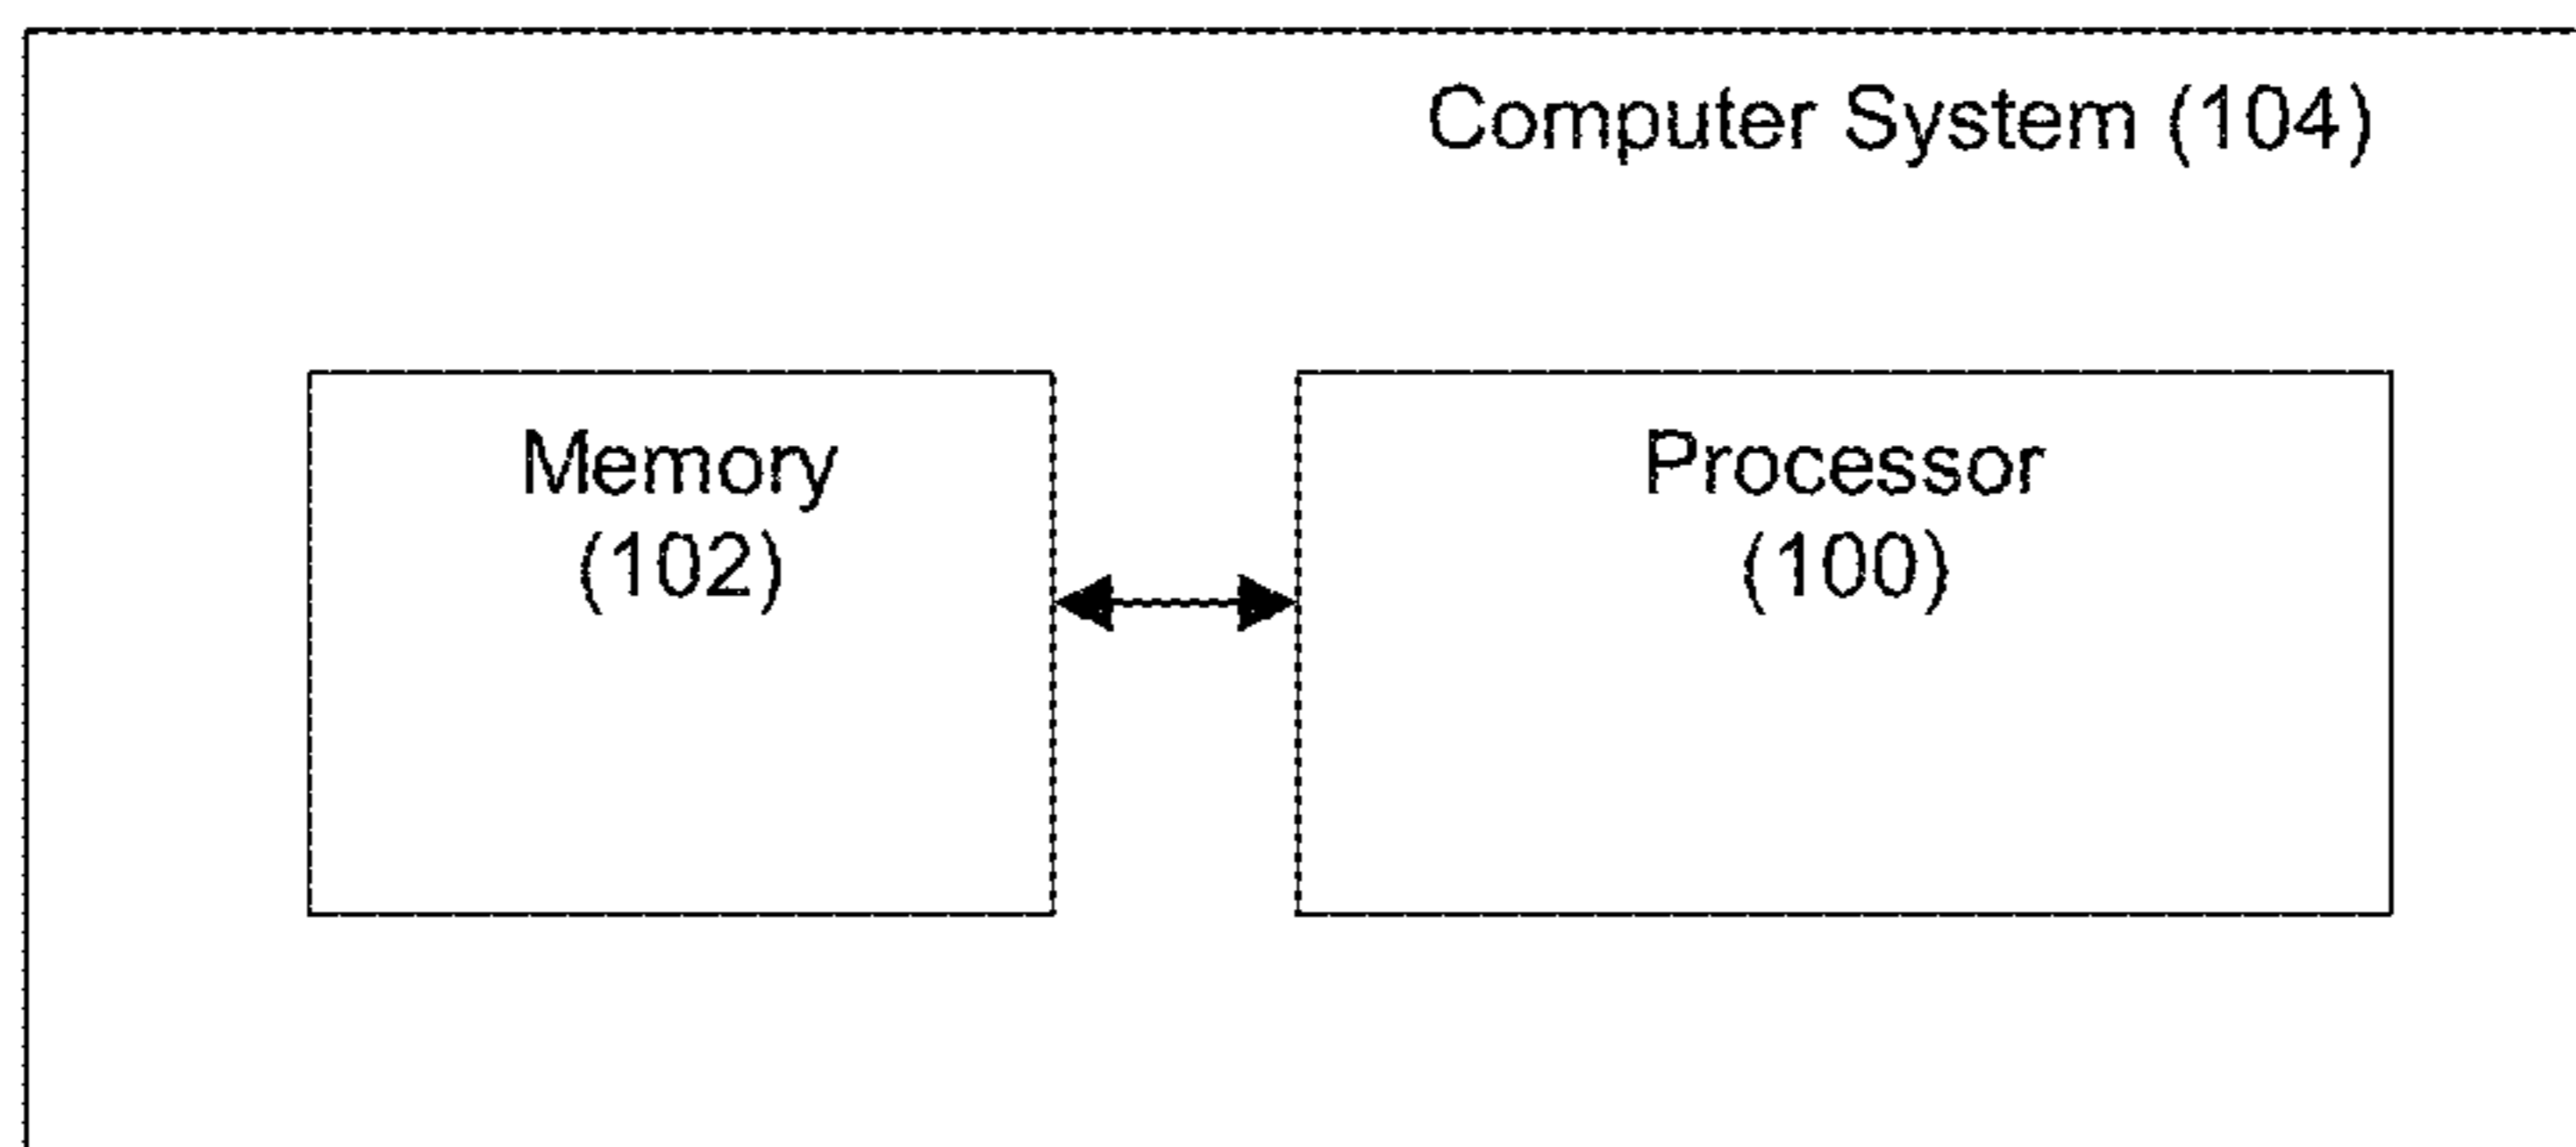 Computer System (104)
Memory
(102)
Processor
(100)